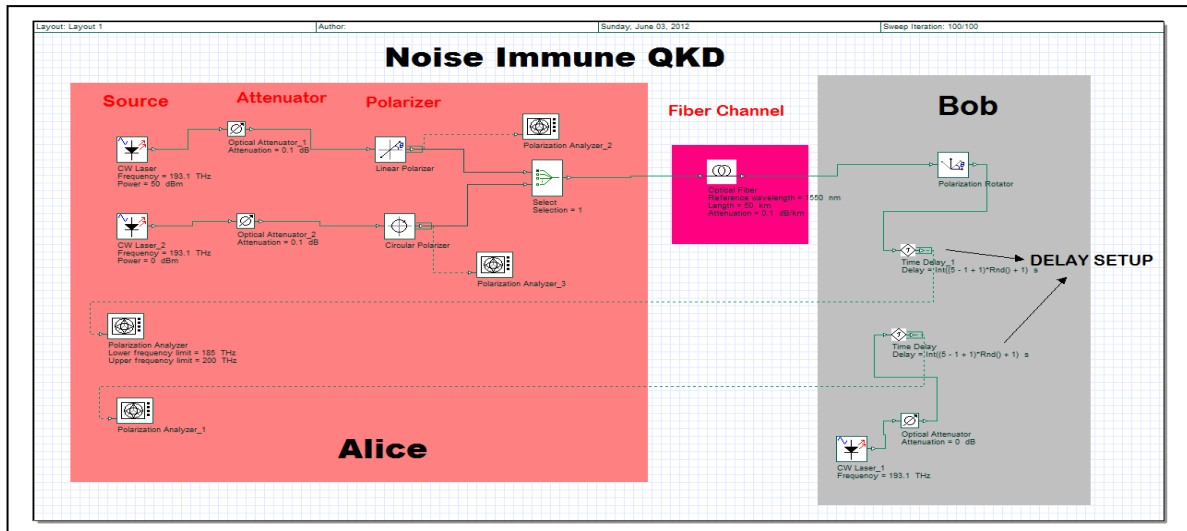 Layout: Layout 1
Author:
Sunday, June 03, 2012
Sweep Iteration: 100/100
Noise Immune QKD
Source
Attenuator
Polarizer
Fiber Channel
Bob
CW Laser
Frequency = 193.1 THz
Power = 50 dBm
Optical Attenuator_1
Attenuation = 0.1 dB
Linear Polarizer
Polarization Analyzer_2
Select
Selection = 1
Optical Fiber
Reference wavelength = 1550 nm
Length = 50 km
Attenuation = 0.1 dB/km
Polarization Rotator
CW Laser_2
Frequency = 193.1 THz
Power = 0 dBm
Optical Attenuator_2
Attenuation = 0.1 dB
Circular Polarizer
Polarization Analyzer_3
Time Delay_1
Delay = Int((5 - 1 + 1)*Rnd() + 1) s
DELAY SETUP
Polarization Analyzer
Lower frequency limit = 185 THz
Upper frequency limit = 200 THz
Time Delay
Delay = Int((5 - 1 + 1)*Rnd() + 1) s
Polarization Analyzer_1
Optical Attenuator
Attenuation = 0 dB
CW Laser_1
Frequency = 193.1 THz
Alice